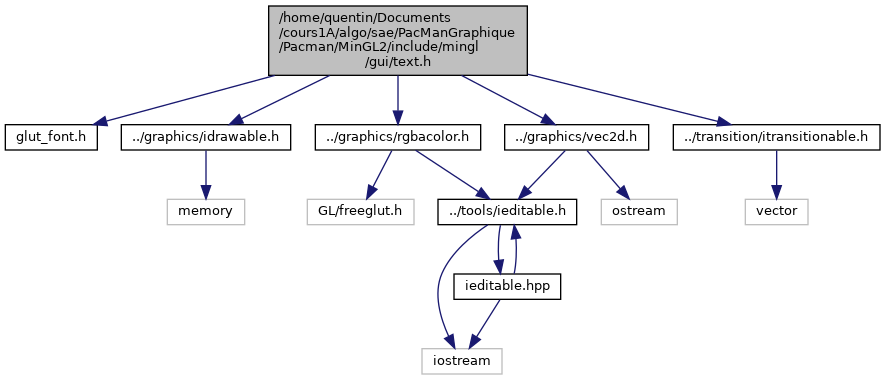 /home/quentin/Documents
/cours1A/algo/sae/PacManGraphique
/Pacman/MinGL2/include/mingl
/gui/text.h
glut_font.h
../graphics/idrawable.h
../graphics/rgbacolor.h
../graphics/vec2d.h
../transition/itransitionable.h
memory
GL/freeglut.h
../tools/ieditable.h
ostream
vector
ieditable.hpp
iostream